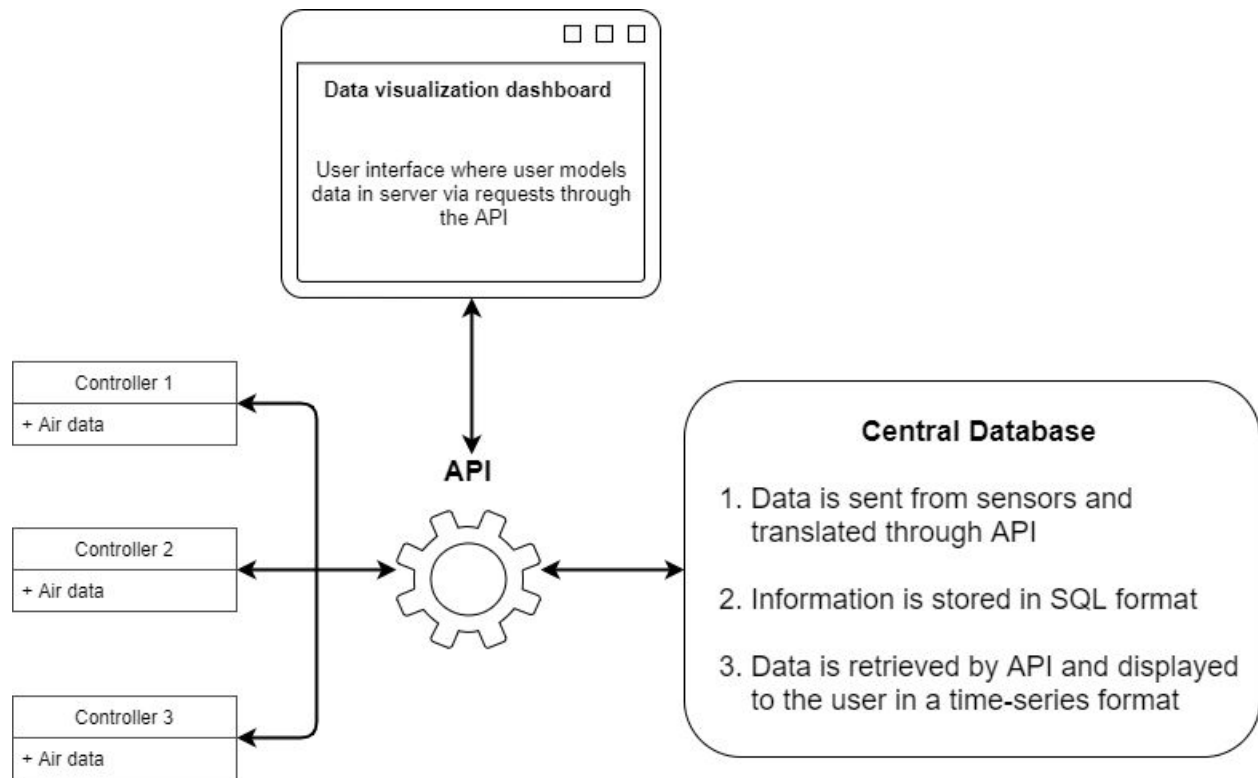 Data visualization dashboard
User interface where user models
data in server via requests through
the API
Controller 1
+ Air data
API
Controller 2
+ Air data
Controller 3
+ Air data
Central Database
1. Data is sent from sensors and
translated through API
2. Information is stored in SQL format
3. Data is retrieved by API and displayed
to the user in a time-series format